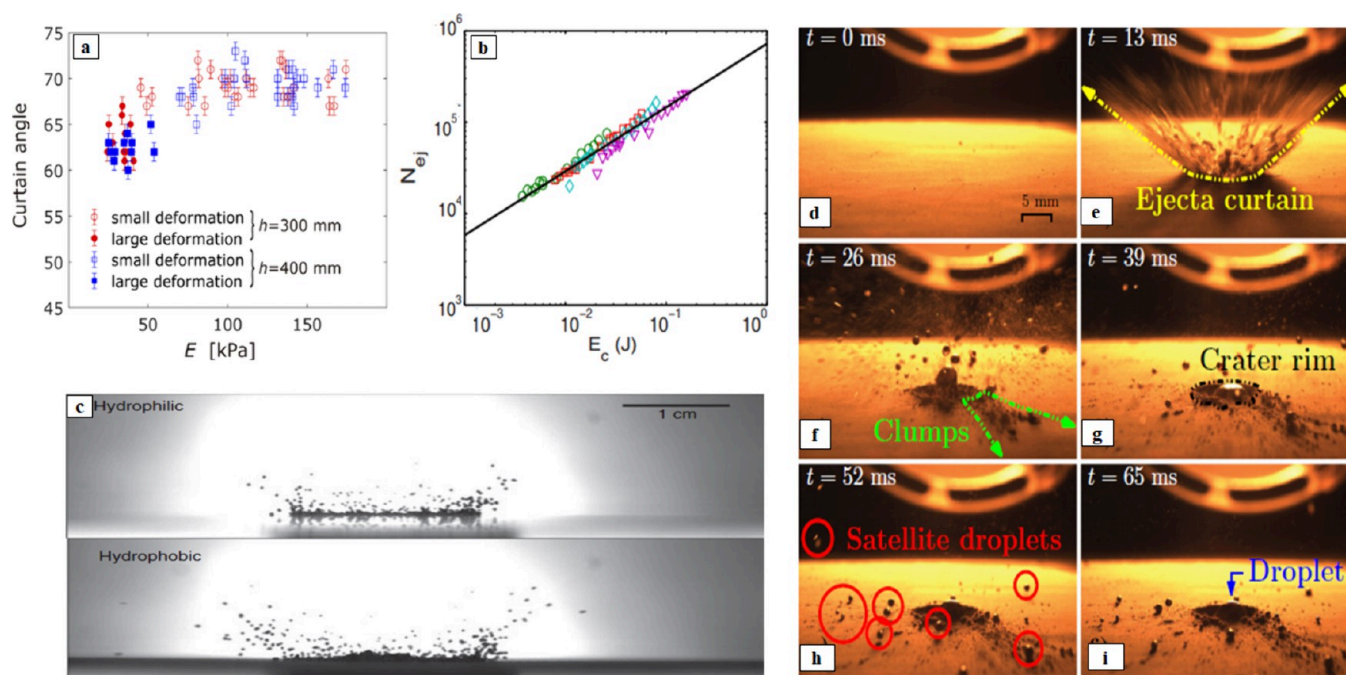 a
Curtain angle
75
70
65
60
55
50
45
small deformation
large deformation
h=300 mm
small deformation
large deformation
h=400 mm
50
100
150
E [kPa]
b
N_ej
10^6
10^5
10^4
10^3
10^-3
10^-2
10^-1
10^0
E_c (J)
c
Hydrophilic
1 cm
Hydrophobic
t = 0 ms
5 mm
d
t = 13 ms
Ejecta curtain
e
t = 26 ms
Clumps
f
t = 39 ms
Crater rim
g
t = 52 ms
Satellite droplets
h
t = 65 ms
Droplet
i